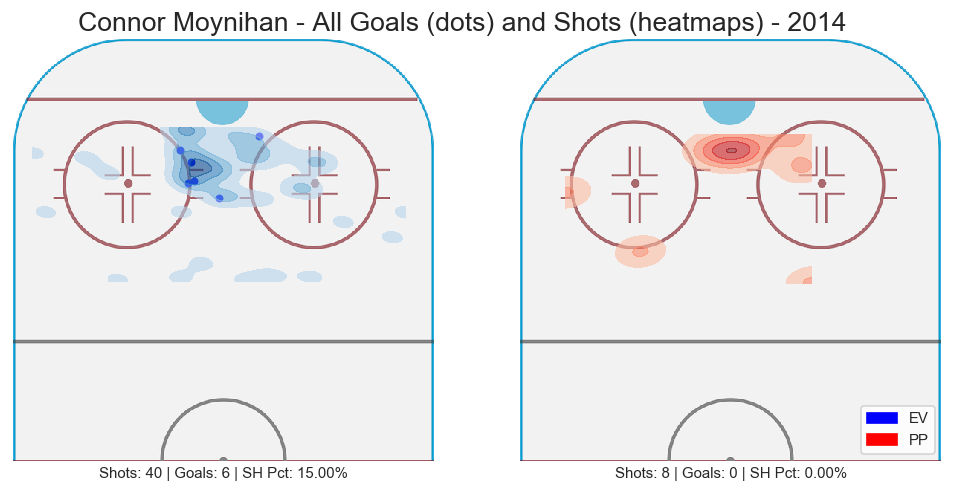 Connor Moynihan - All Goals (dots) and Shots (heatmaps) - 2014
EV
PP
Shots: 40 | Goals: 6 | SH Pct: 15.00%
Shots: 8 | Goals: 0 | SH Pct: 0.00%